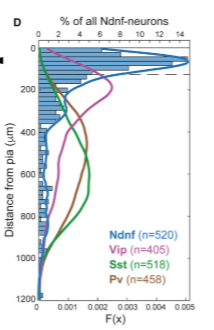 D
% of all Ndnf-neurons
0 2 4 6 8 10 12 14
Distance from pia (μm)
0
200
400
600
800
1000
1200
Ndnf (n=520)
Vip (n=405)
Sst (n=518)
Pv (n=458)
0 0.001 0.002 0.003 0.004 0.005
F(x)